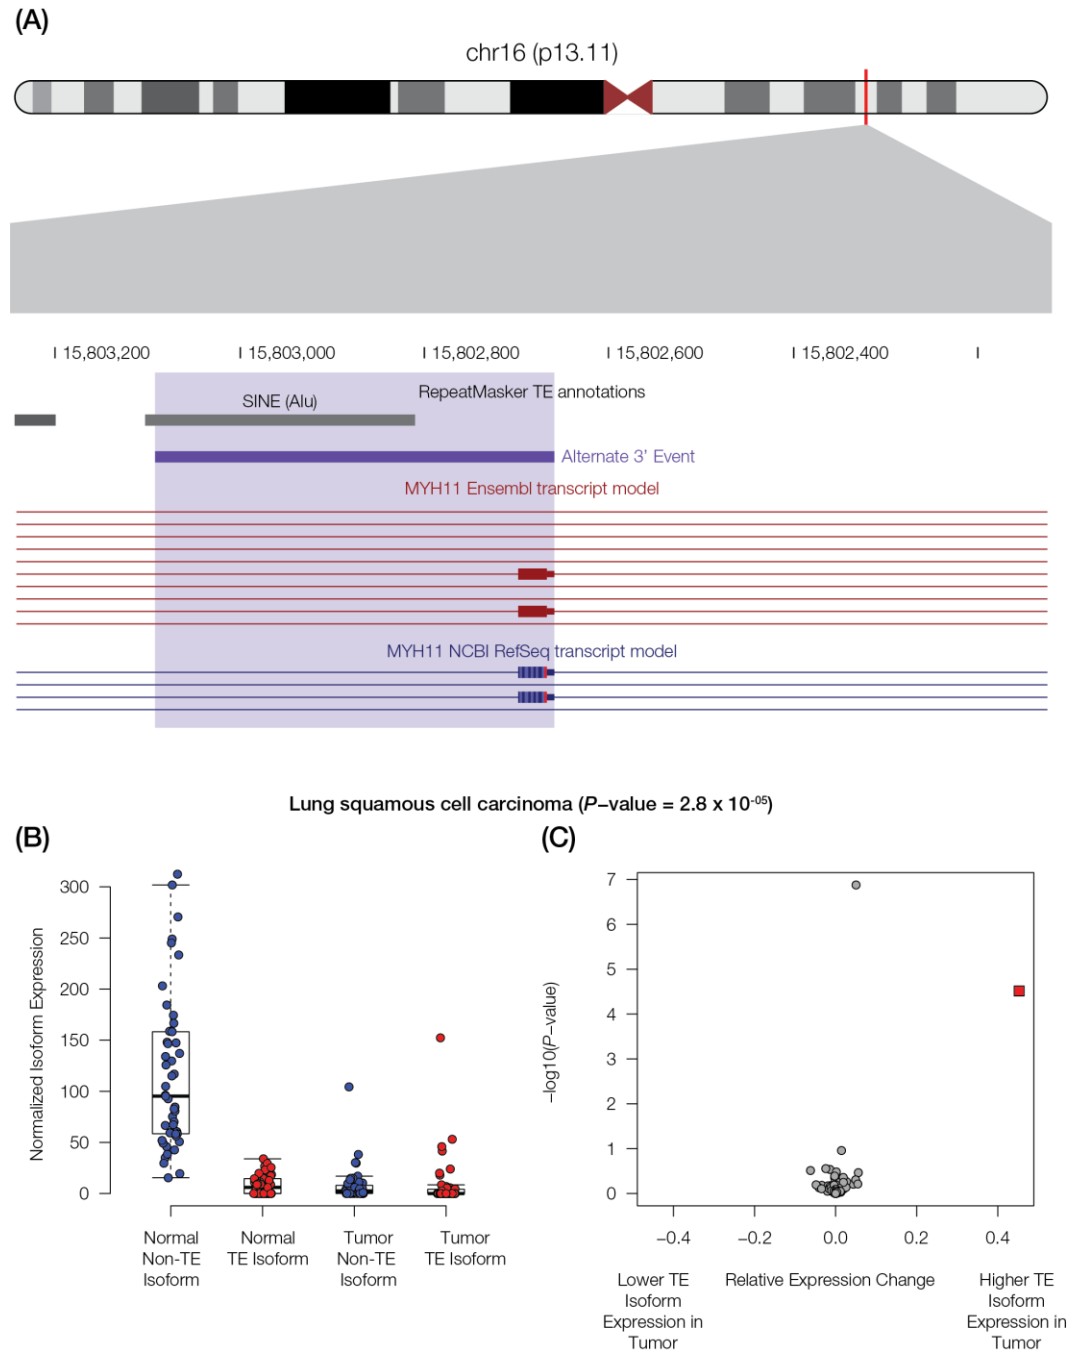 (A)
chr16 (p13.11)
15,803,200 15,803,000 15,802,800 15,802,600 15,802,400
RepeatMasker TE annotations
SINE (Alu)
Alternate 3’ Event
MYH11 Ensembl transcript model
MYH11 NCBI RefSeq transcript model
Lung squamous cell carcinoma (P–value = 2.8 x 10-05)
(B)
Normalized Isoform Expression
300
250
200
150
100
50
0
Normal
Non-TE
Isoform
Normal
TE Isoform
Tumor
Non-TE
Isoform
Tumor
TE Isoform
(C)
–log10(P–value)
7
6
5
4
3
2
1
0
−0.4 −0.2 0.0 0.2 0.4
Lower TE
Isoform
Expression in
Tumor
Relative Expression Change
Higher TE
Isoform
Expression in
Tumor